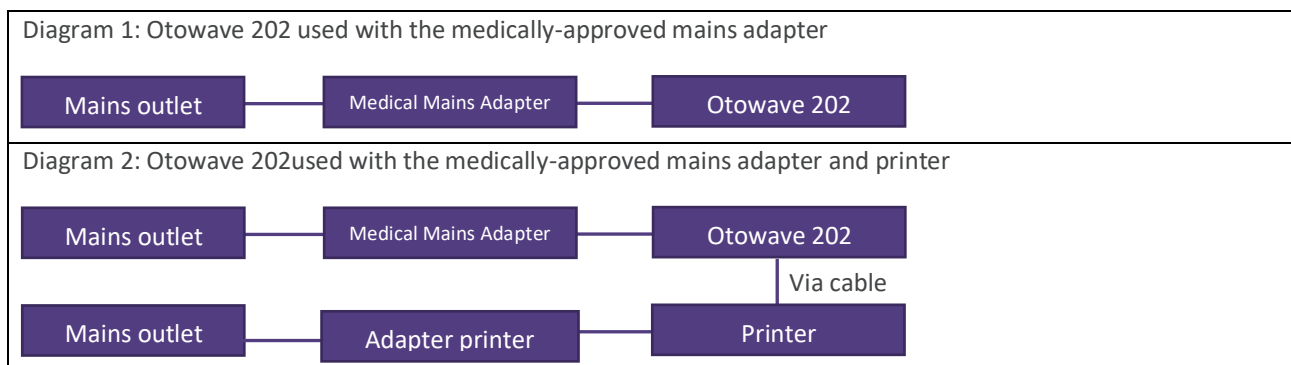 Diagram 1: Otowave 202 used with the medically-approved mains adapter
Mains outlet
Medical Mains Adapter
Otowave 202
Diagram 2: Otowave 202used with the medically-approved mains adapter and printer
Mains outlet
Medical Mains Adapter
Otowave 202
Via cable
Mains outlet
Adapter printer
Printer